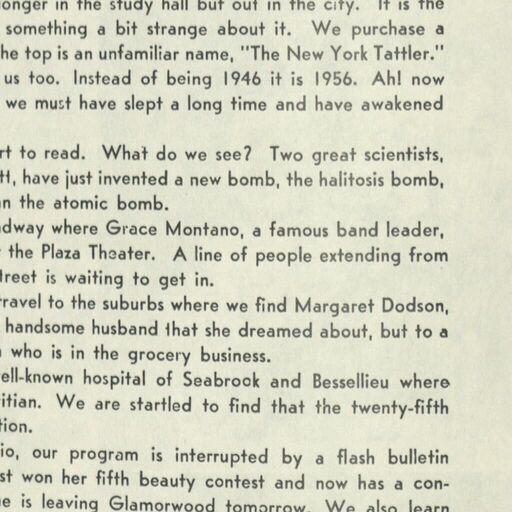 onger in the study hall but out in the city. It is the
something a bit strange about it. We purchase a
he top is an unfamiliar name, "The New York Tattler."
us too. Instead of being 1946 it is 1956. Ah! now
we must have slept a long time and have awakened
rt to read. What do we see? Two great scientists,
tt, have just invented a new bomb, the halitosis bomb,
an the atomic bomb.
adway where Grace Montano, a famous band leader,
the Plaza Theater. A line of people extending from
treet is waiting to get in.
travel to the suburbs where we find Margaret Dodson,
handsome husband that she dreamed about, but to a
who is in the grocery business.
ell-known hospital of Seabrook and Bessellieu where
itian. We are startled to find that the twenty-fifth
tion.
io, our program is interrupted by a flash bulletin
st won her fifth beauty contest and now has a con-
e is leaving Glamorwood tomorrow. We also learn